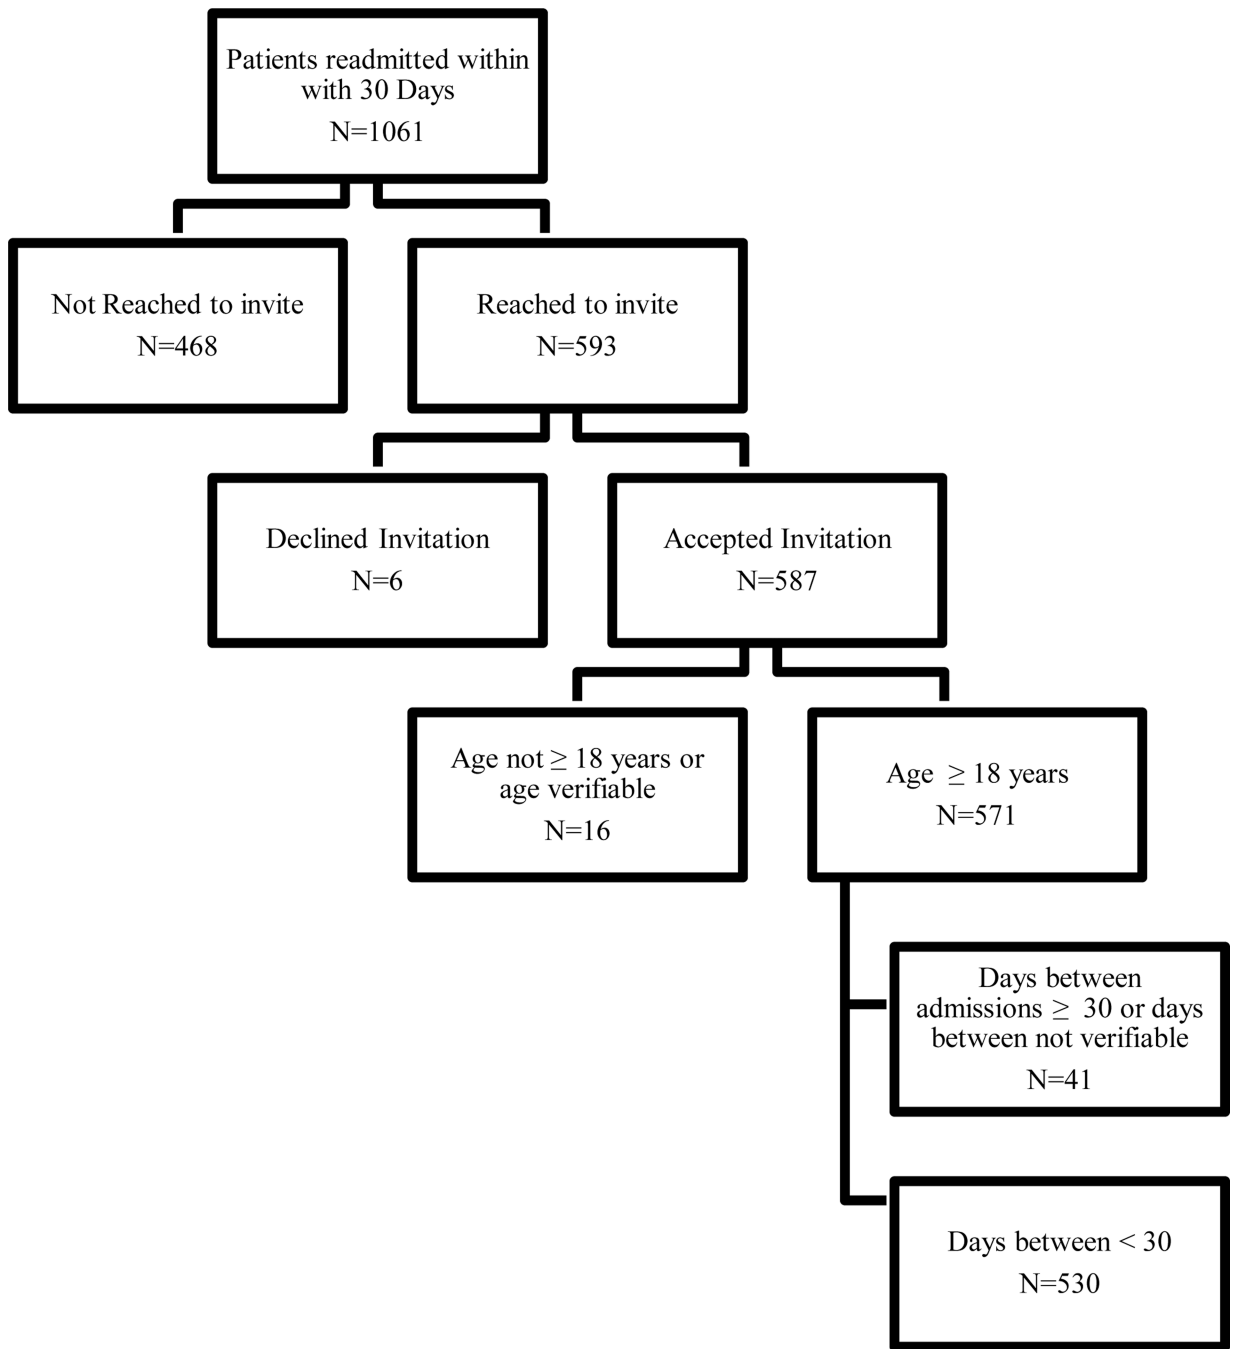 Patients readmitted within
with 30 Days
N=1061
Not Reached to invite
N=468
Reached to invite
N=593
Declined Invitation
N=6
Accepted Invitation
N=587
Age not ≥ 18 years or
age verifiable
N=16
Age ≥ 18 years
N=571
Days between
admissions ≥ 30 or days
between not verifiable
N=41
Days between < 30
N=530